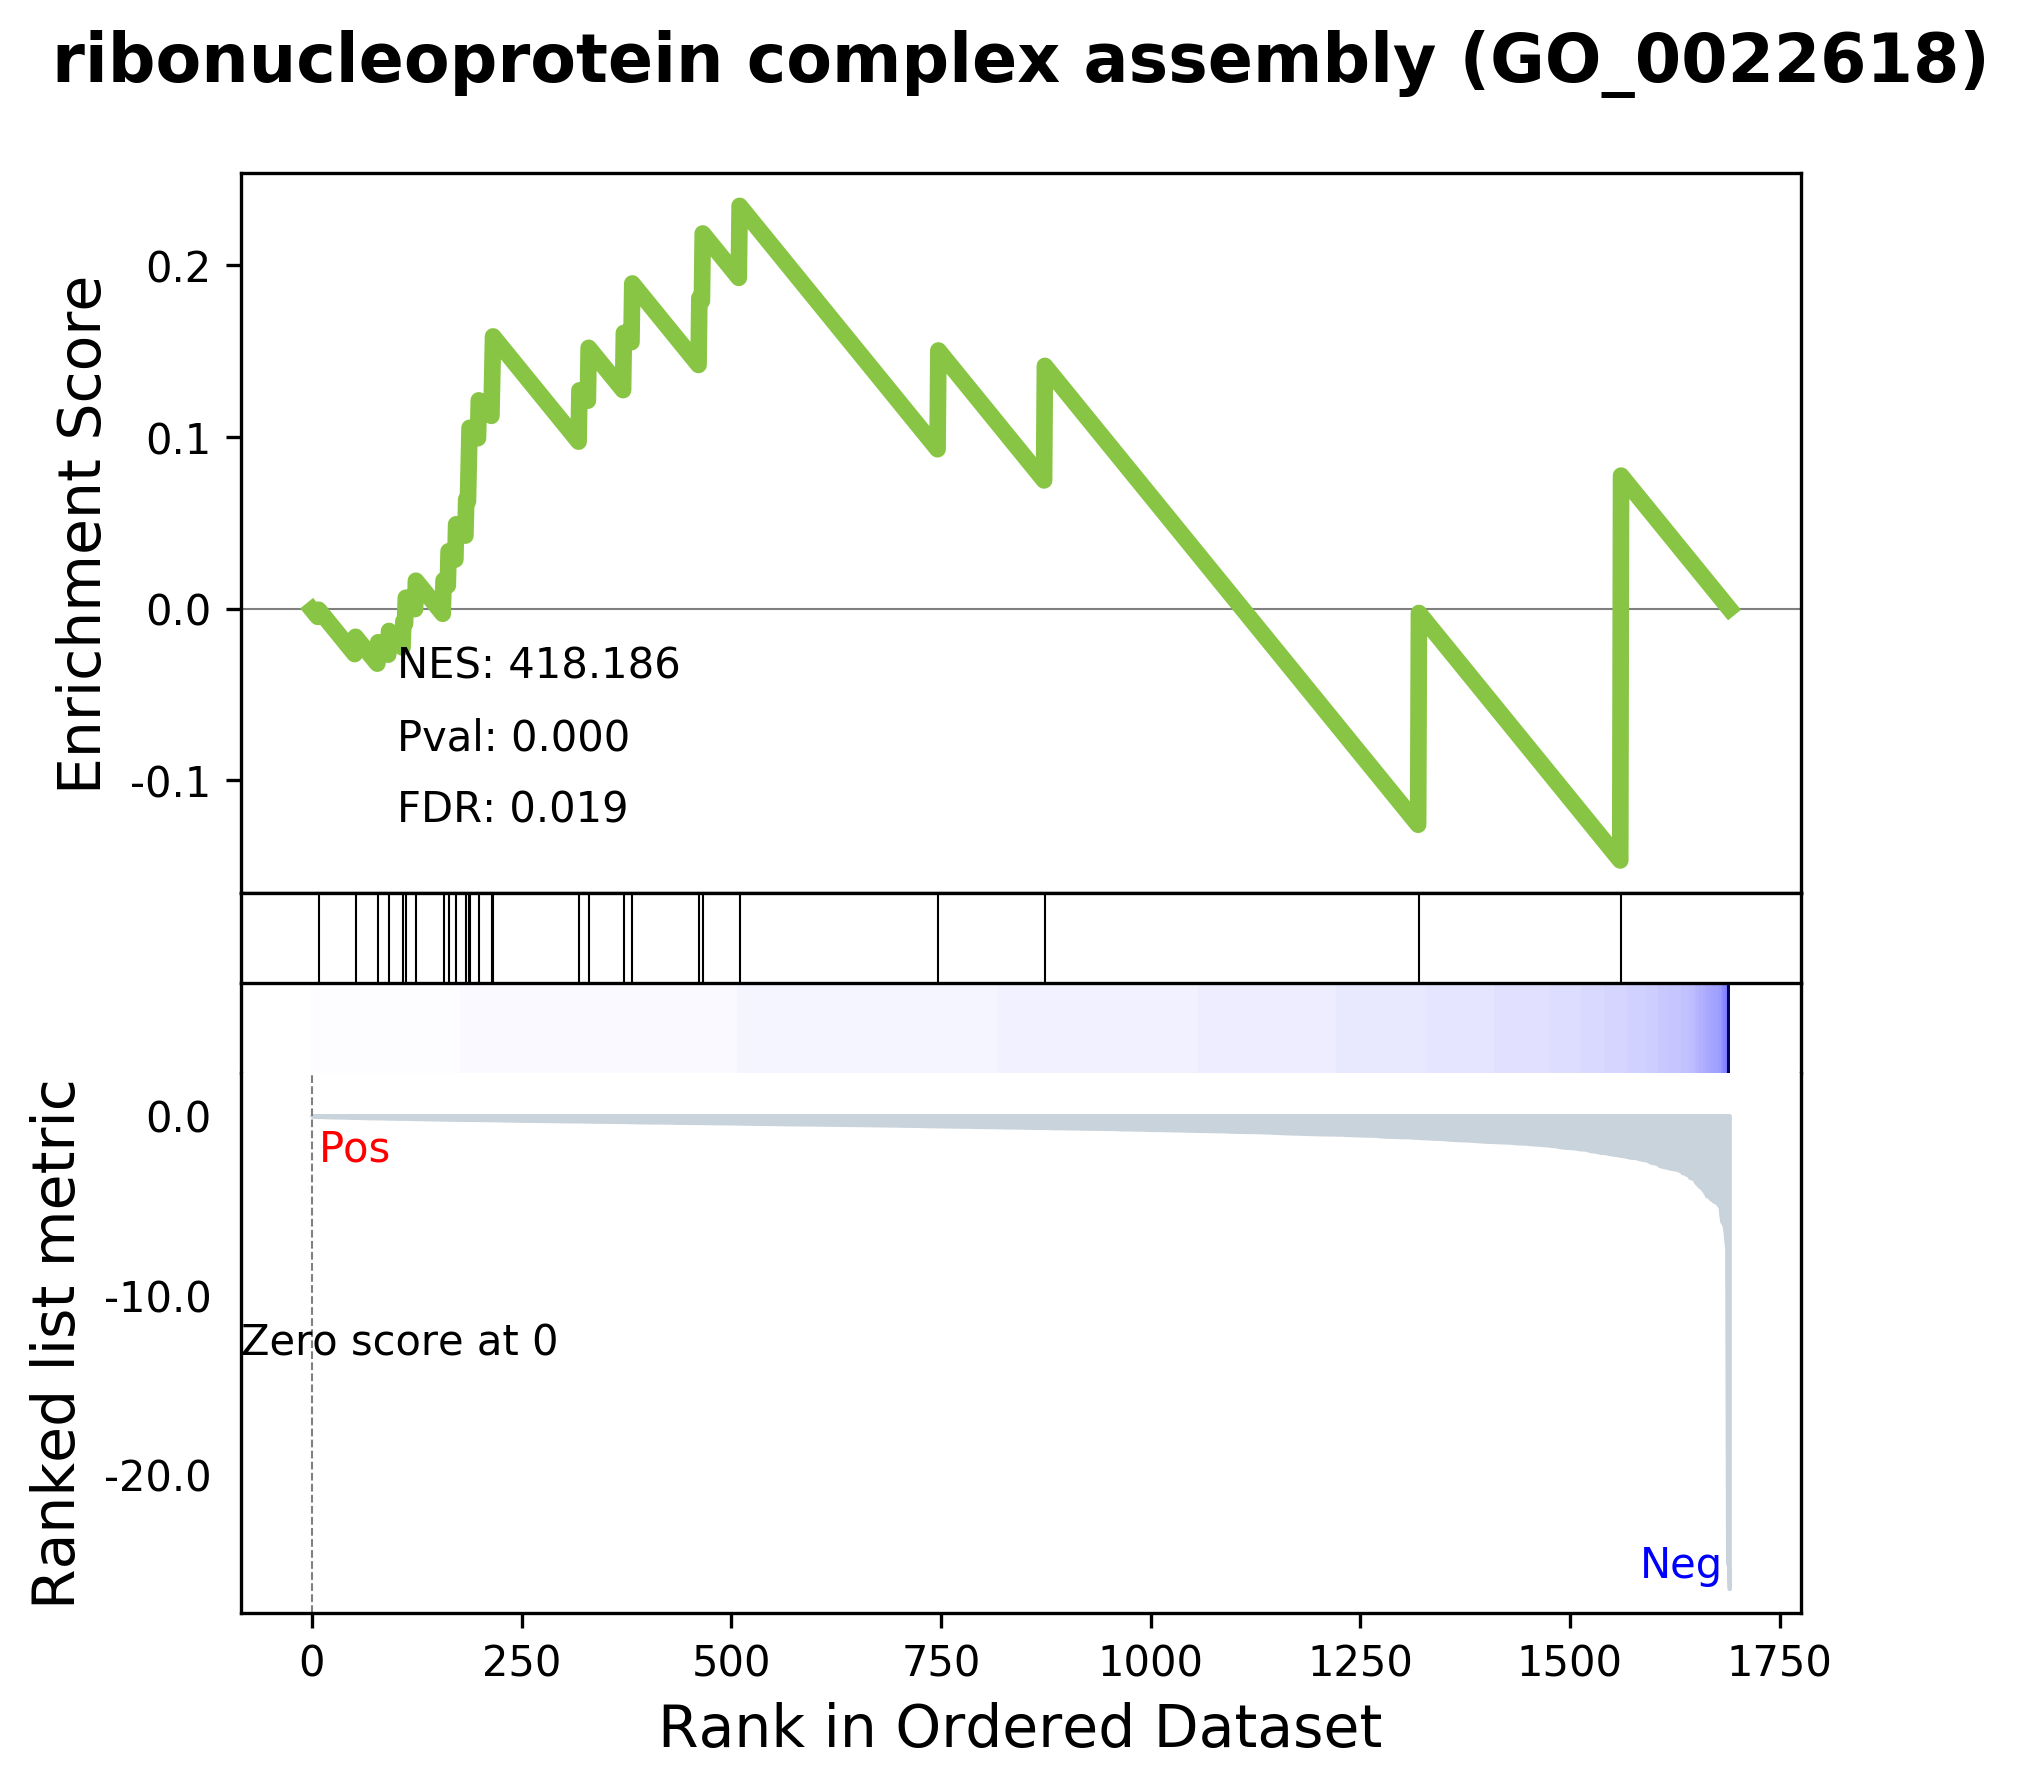 ribonucleoprotein complex assembly (GO_0022618)
Enrichment Score
0.2
0.1
0.0
-0.1
NES: 418.186
Pval: 0.000
FDR: 0.019
Ranked list metric
0.0
-10.0
-20.0
Pos
Zero score at 0
Neg
0 250 500 750 1000 1250 1500 1750
Rank in Ordered Dataset